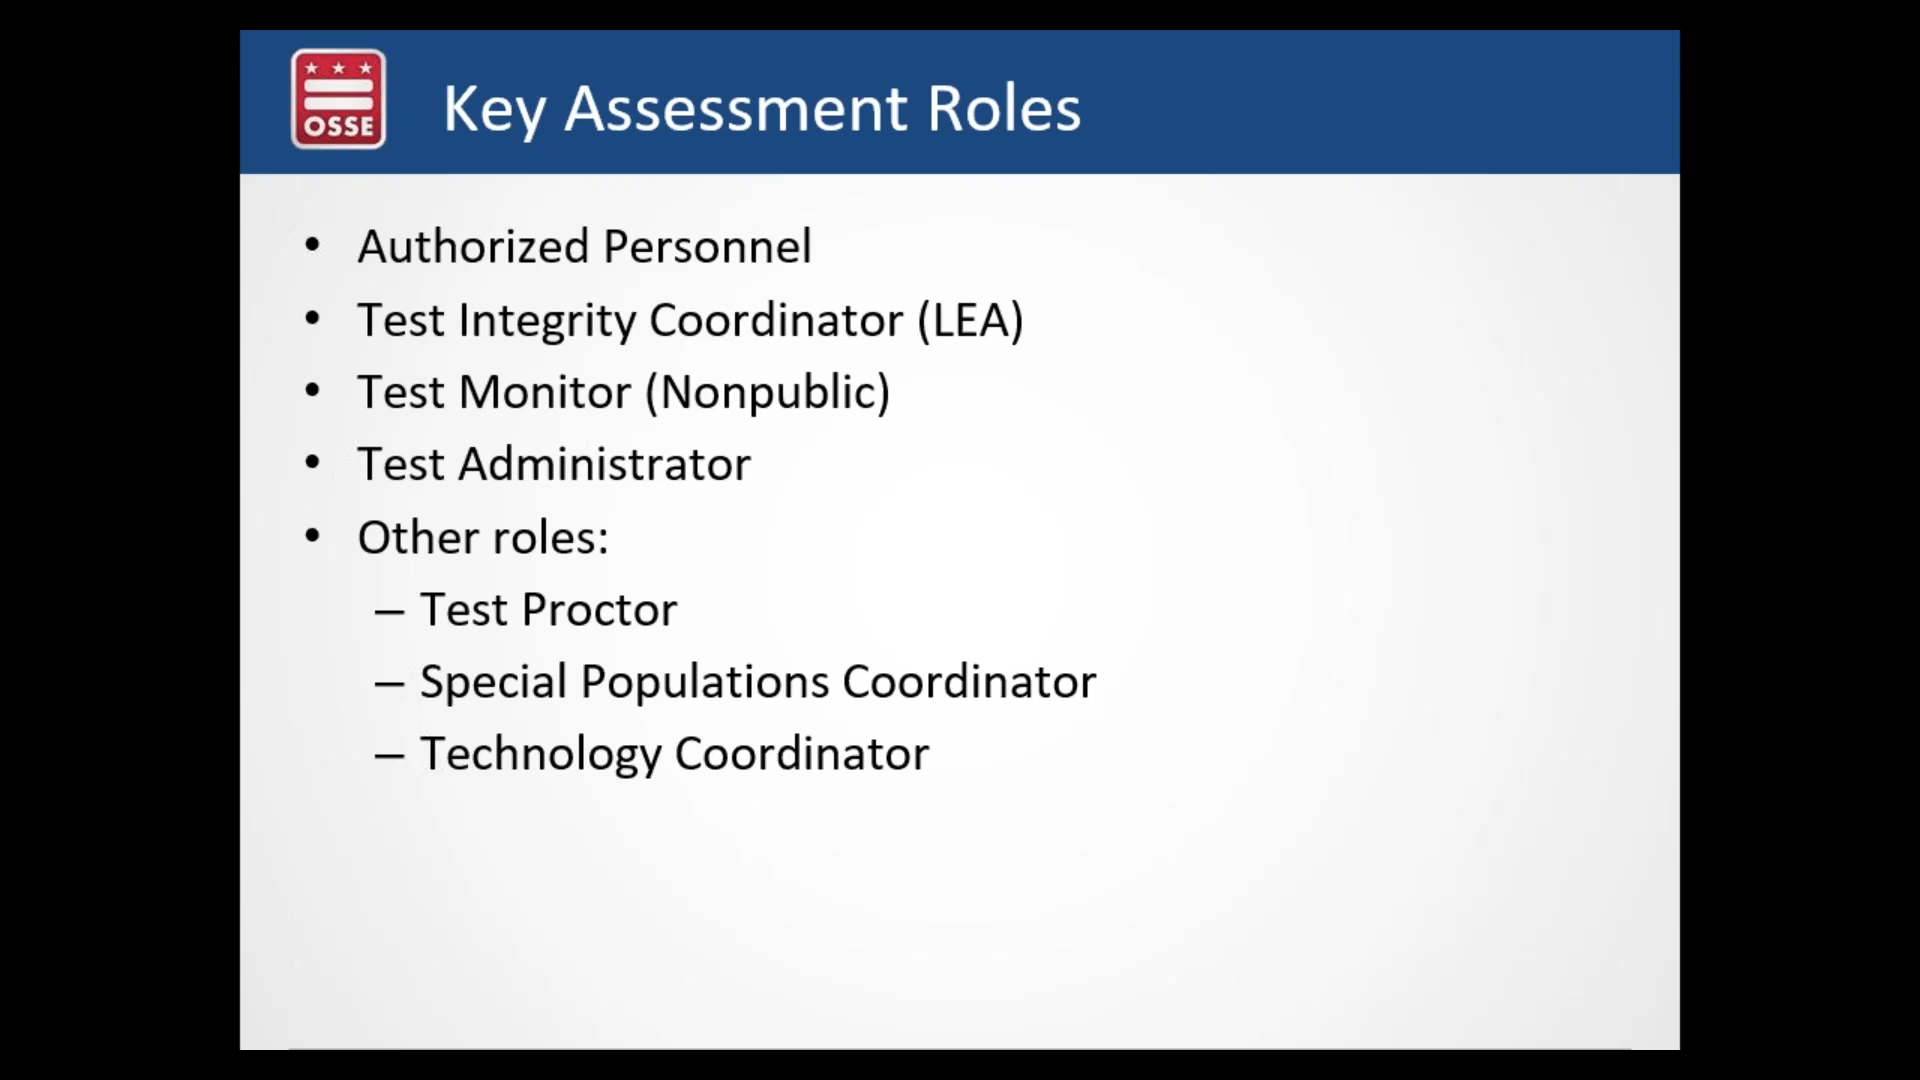 OSSE
Key Assessment Roles
• Authorized Personnel
• Test Integrity Coordinator (LEA)
• Test Monitor (Nonpublic)
• Test Administrator
• Other roles:
– Test Proctor
– Special Populations Coordinator
– Technology Coordinator